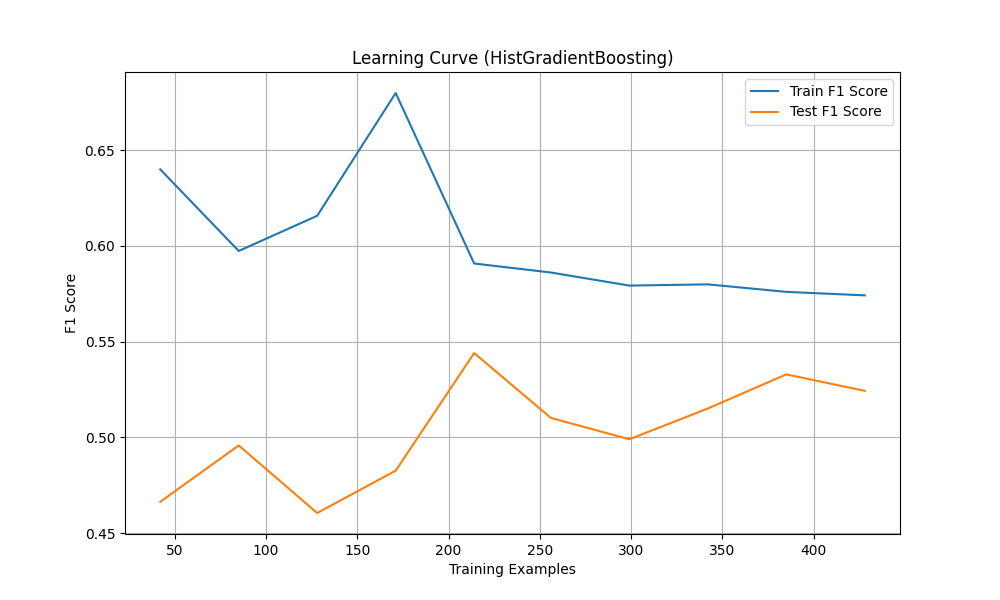 Learning Curve (HistGradientBoosting)
Train F1 Score
Test F1 Score
F1 Score
0.65
0.60
0.55
0.50
0.45
50 100 150 200 250 300 350 400
Training Examples